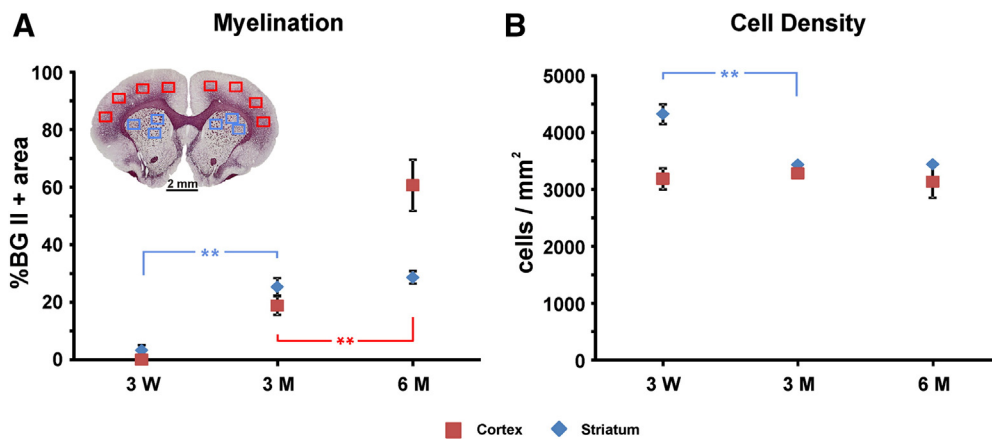 A
Myelination
%BG II + area
100
80
60
40
20
0
2 mm
**
**
3 W
3 M
6 M
B
Cell Density
cells / mm²
5000
4000
3000
2000
1000
0
**
3 W
3 M
6 M
Cortex
Striatum